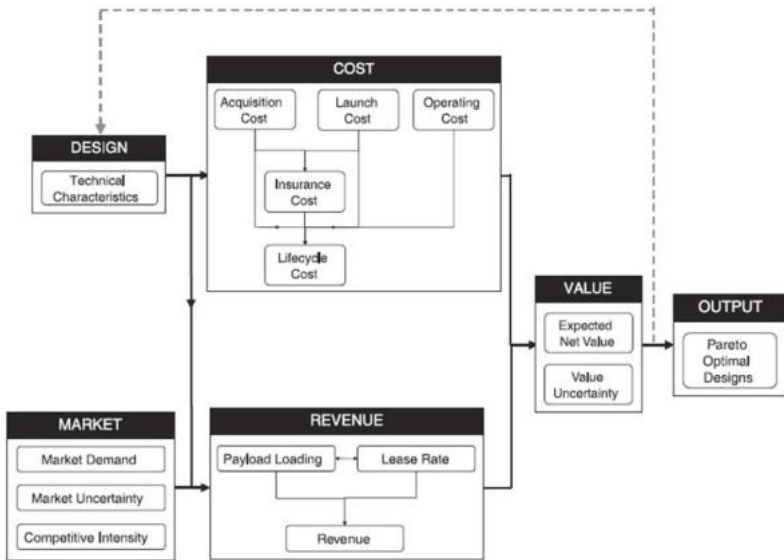 COST
Acquisition
Cost
Launch
Cost
Operating
Cost
Insurance
Cost
Lifecycle
Cost
DESIGN
Technical
Characteristics
MARKET
Market Demand
Market Uncertainty
Competitive Intensity
REVENUE
Payload Loading
Lease Rate
Revenue
VALUE
Expected
Net Value
Value
Uncertainty
OUTPUT
Pareto
Optimal
Designs